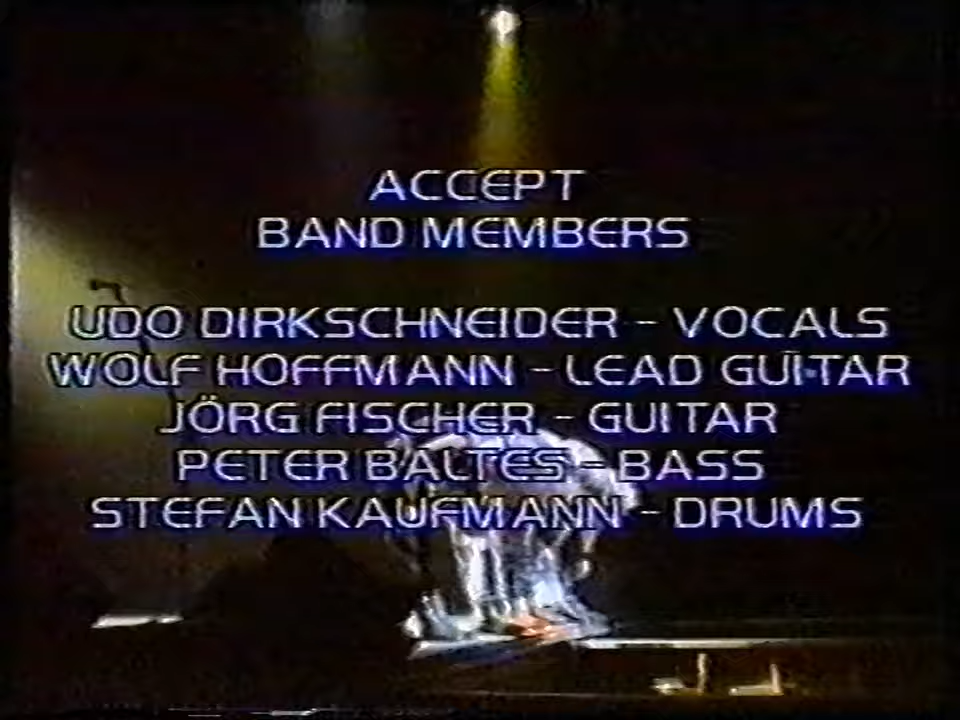 ACCEPT
BAND MEMBERS
UDO DIRKSCHNEIDER - VOCALS
WOLF HOFFMANN - LEAD GUITAR
JÖRG FISCHER - GUITAR
PETER BALTES - BASS
STEFAN KAUFMANN - DRUMS